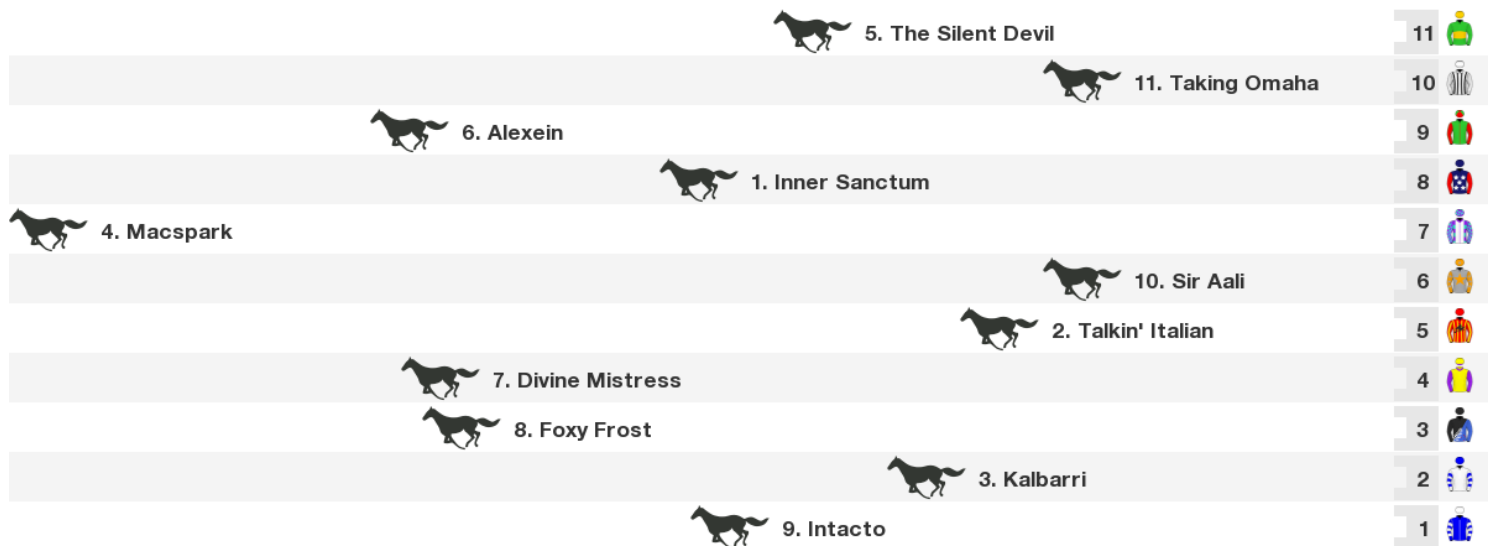 5. The Silent Devil 11
11. Taking Omaha 10
6. Alexein 9
1. Inner Sanctum 8
4. Macspark 7
10. Sir Aali 6
2. Talkin' Italian 5
7. Divine Mistress 4
8. Foxy Frost 3
3. Kalbarri 2
9. Intacto 1